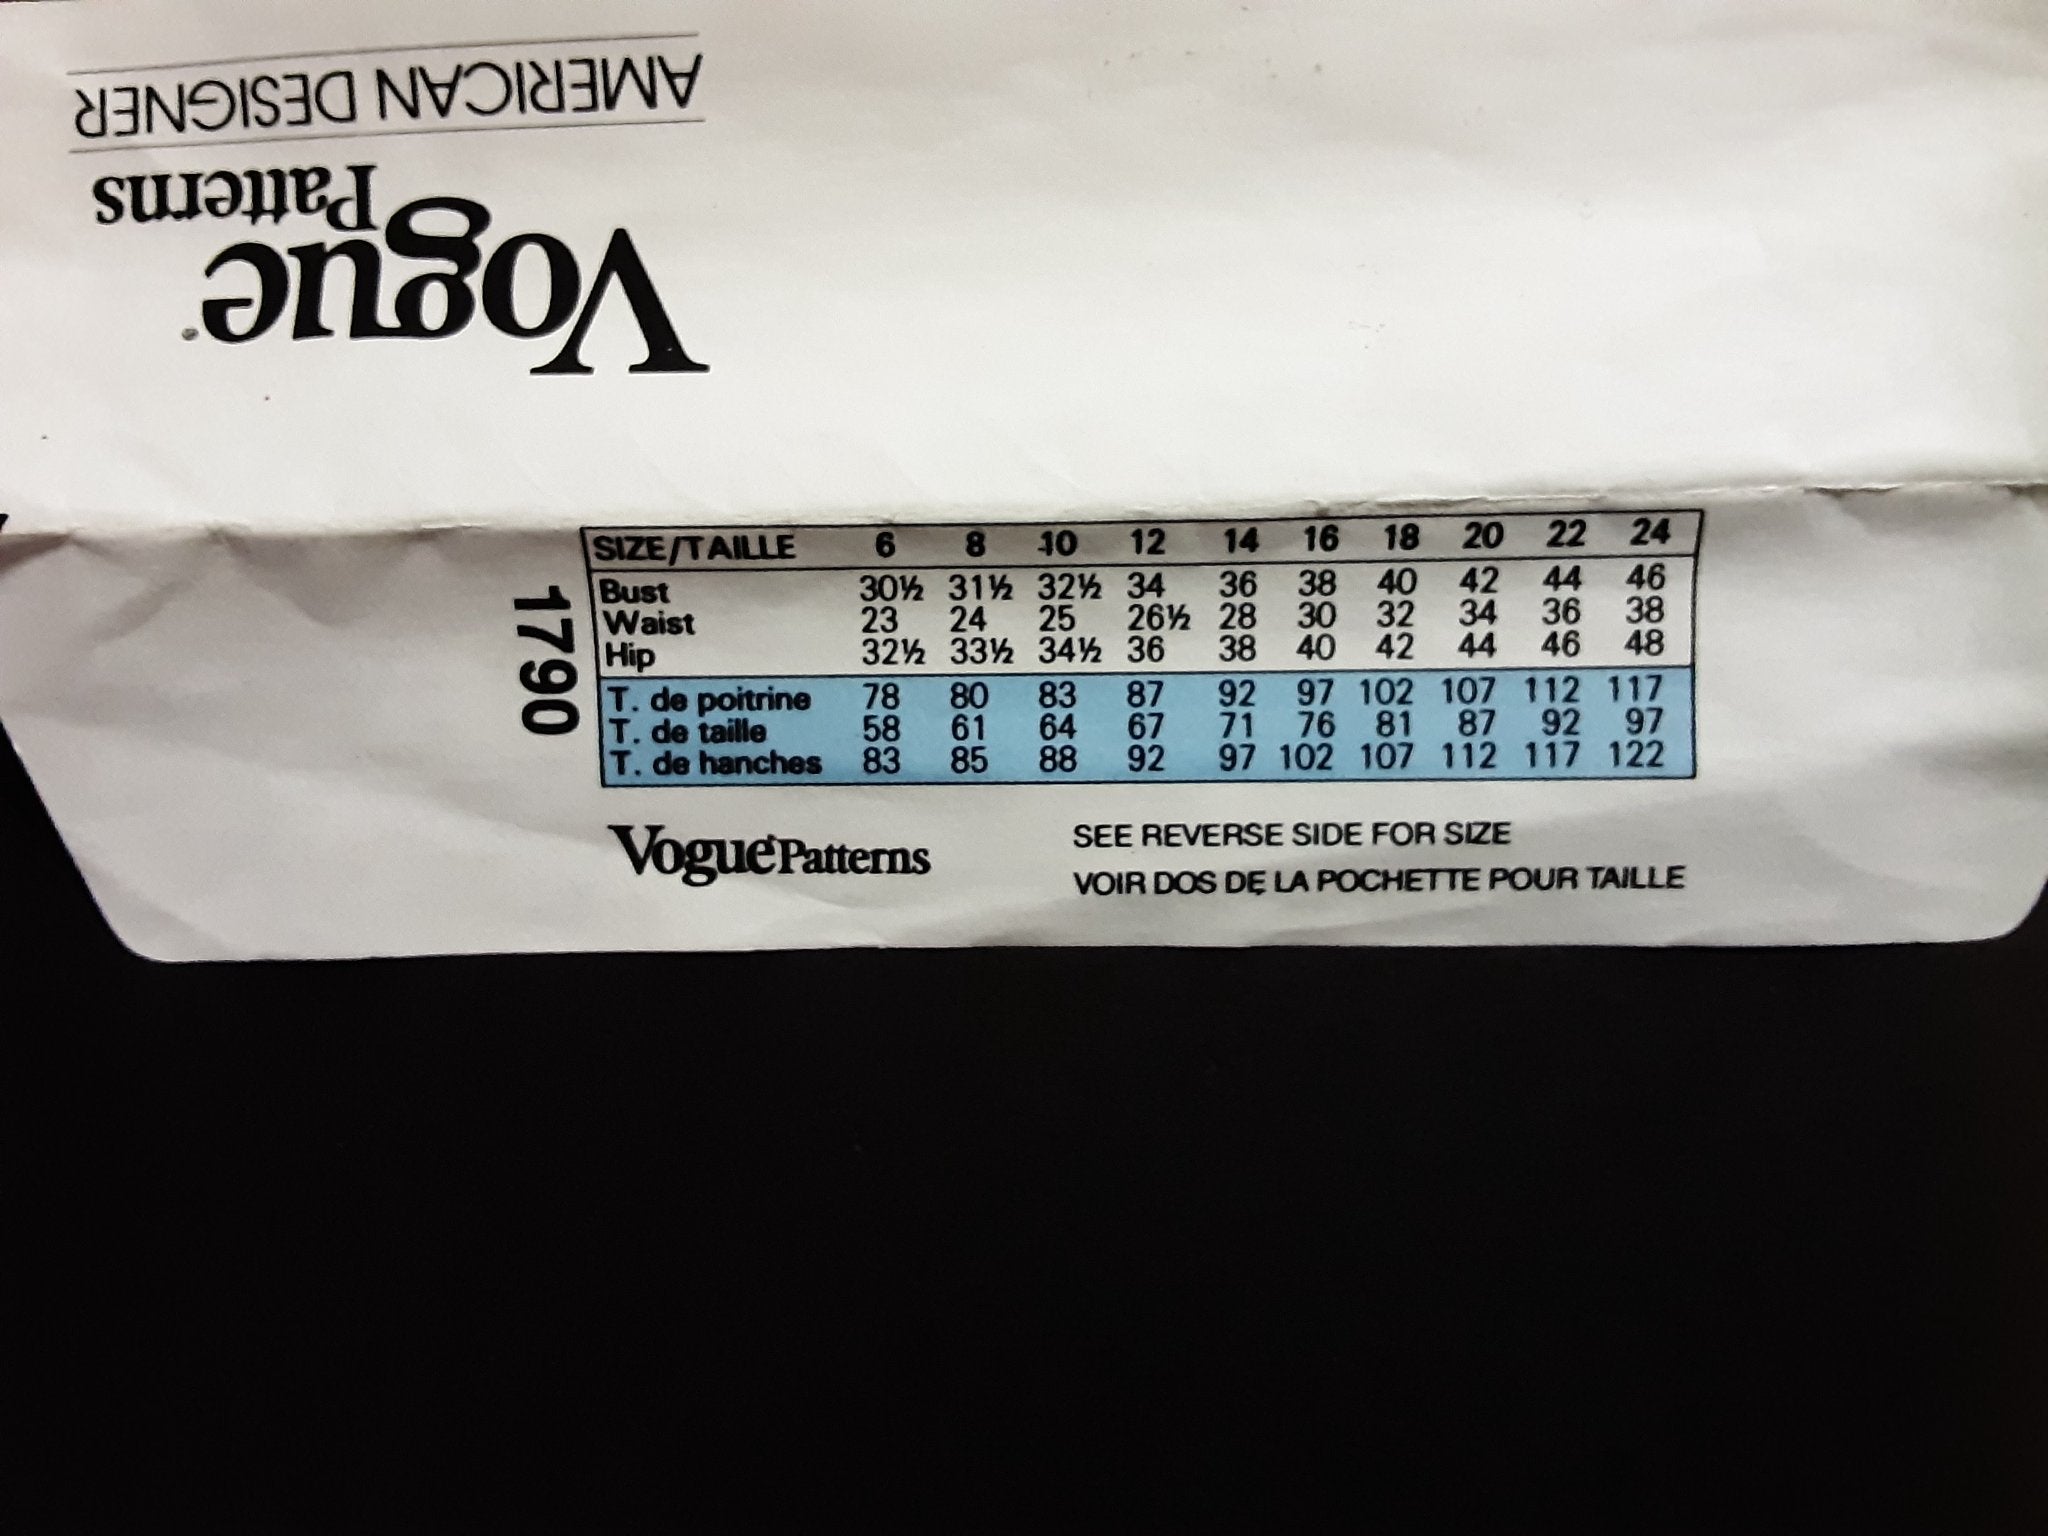 AMERICAN DESIGNER
Vogue
Patterns
1790
SIZE/TAILLE 6 8 10 12 14 16 18 20 22 24
Bust 30½ 31½ 32½ 34 36 38 40 42 44 46
Waist 23 24 25 26½ 28 30 32 34 36 38
Hip 32½ 33½ 34½ 36 38 40 42 44 46 48
T. de poitrine 78 80 83 87 92 97 102 107 112 117
T. de taille 58 61 64 67 71 76 81 87 92 97
T. de hanches 83 85 88 92 97 102 107 112 117 122
Vogue Patterns
SEE REVERSE SIDE FOR SIZE
VOIR DOS DE LA POCHETTE POUR TAILLE